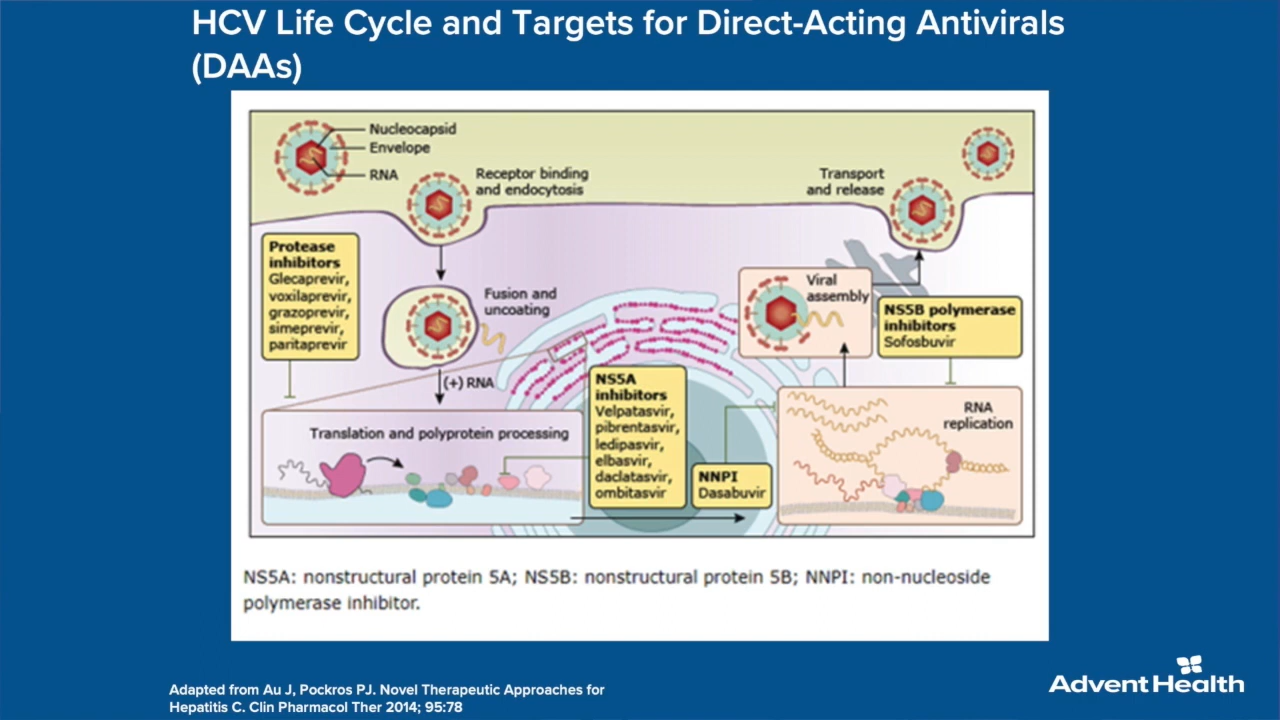 HCV Life Cycle and Targets for Direct-Acting Antivirals
(DAAs)
Nucleocapsid
Envelope
RNA
Receptor binding
and endocytosis
Transport
and release
Protease
inhibitors
Glecaprevir,
voxilaprevir,
grazoprevir,
simeprevir,
paritaprevir
Fusion and
uncoating
(+) RNA
Viral
assembly
NS5B polymerase
inhibitors
Sofosbuvir
NS5A
inhibitors
Velpatasvir,
pibrentasvir,
ledipasvir,
elbasvir,
daclatasvir,
ombitasvir
Translation and polyprotein processing
NNPI
Dasabuvir
RNA
replication
NS5A: nonstructural protein 5A; NS5B: nonstructural protein 5B; NNPI: non-nucleoside
polymerase inhibitor.
Adapted from Au J, Pockros PJ. Novel Therapeutic Approaches for
Hepatitis C. Clin Pharmacol Ther 2014; 95:78
Advent Health